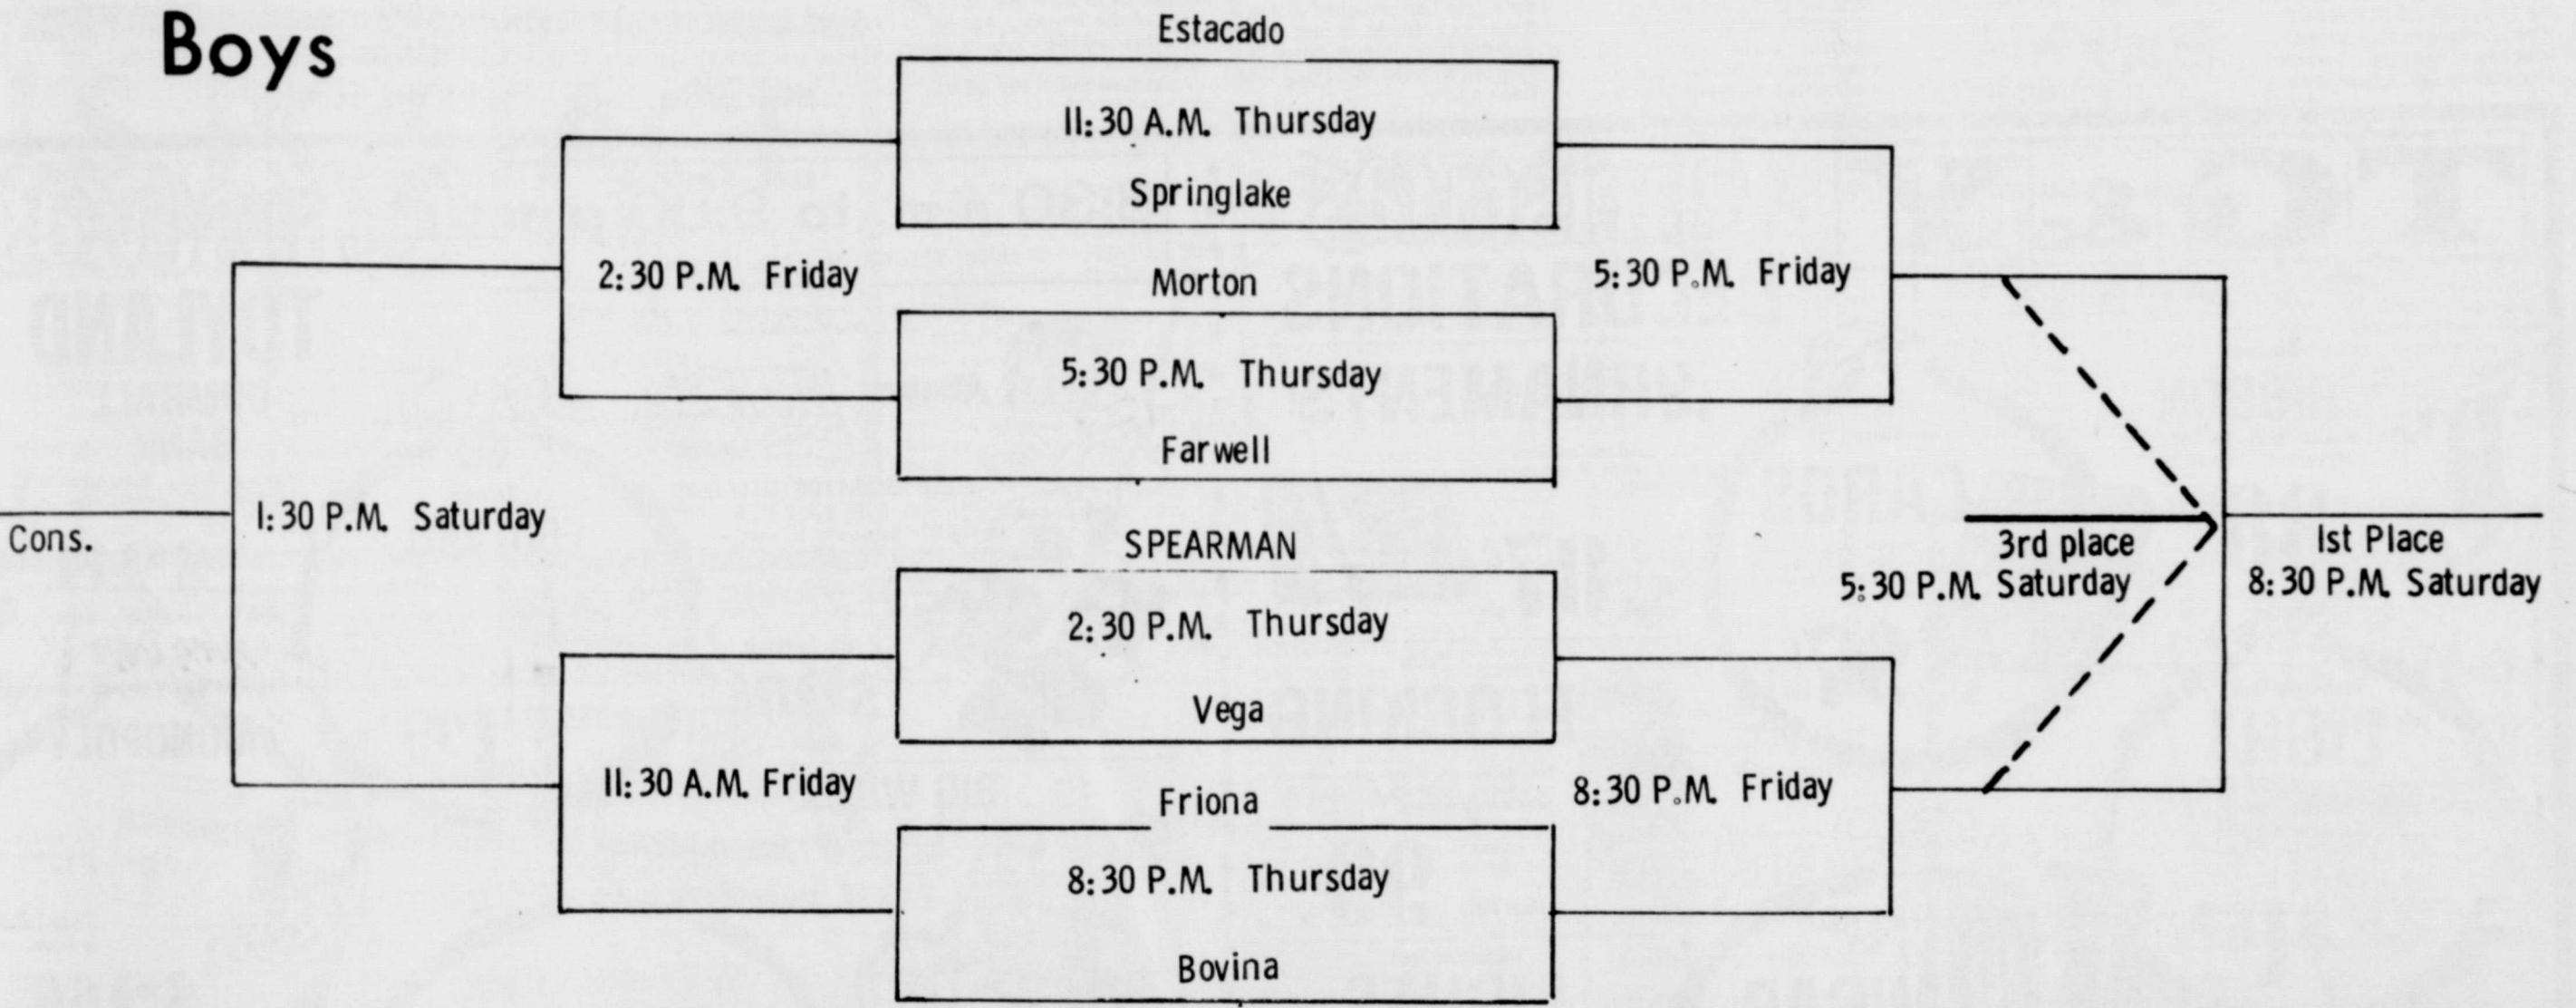 Boys
Estacado
11:30 A.M. Thursday
Springlake
2:30 P.M. Friday
Morton
5:30 P.M. Friday
5:30 P.M. Thursday
Farwell
Cons.
1:30 P.M. Saturday
SPEARMAN
3rd place
5:30 P.M. Saturday
1st Place
8:30 P.M. Saturday
2:30 P.M. Thursday
Vega
11:30 A.M. Friday
Friona
8:30 P.M. Friday
8:30 P.M. Thursday
Bovina